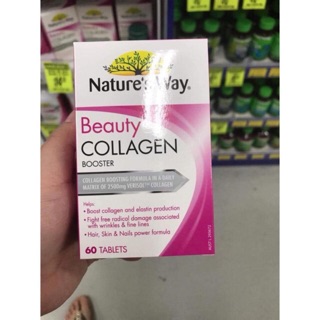 Nature's Way
Beauty
COLLAGEN
BOOSTER
COLLAGEN BOOSTING FORMULA IN A DAILY
MATRIX OF 2500mg VERISOL™ COLLAGEN
Helps:
• Boost collagen and elastin production
• Fight free radical damage associated
with wrinkles & fine lines
• Hair, Skin & Nails power formula
60 TABLETS